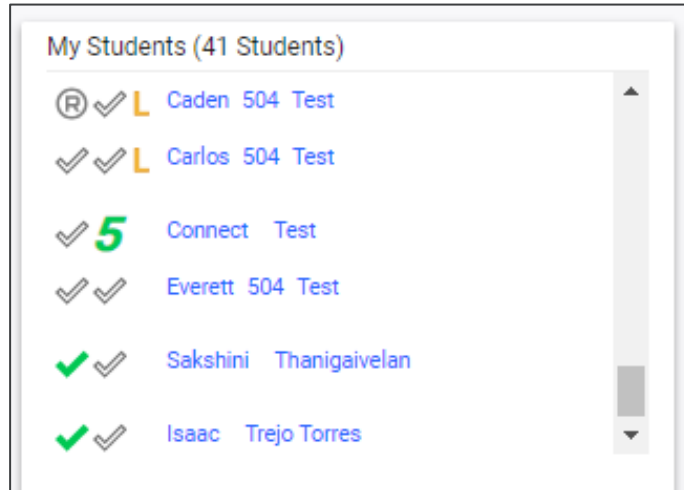 My Students (41 Students)
® L Caden 504 Test
L Carlos 504 Test
5 Connect Test
Everett 504 Test
Sakshini Thanigaivelan
Isaac Trejo Torres